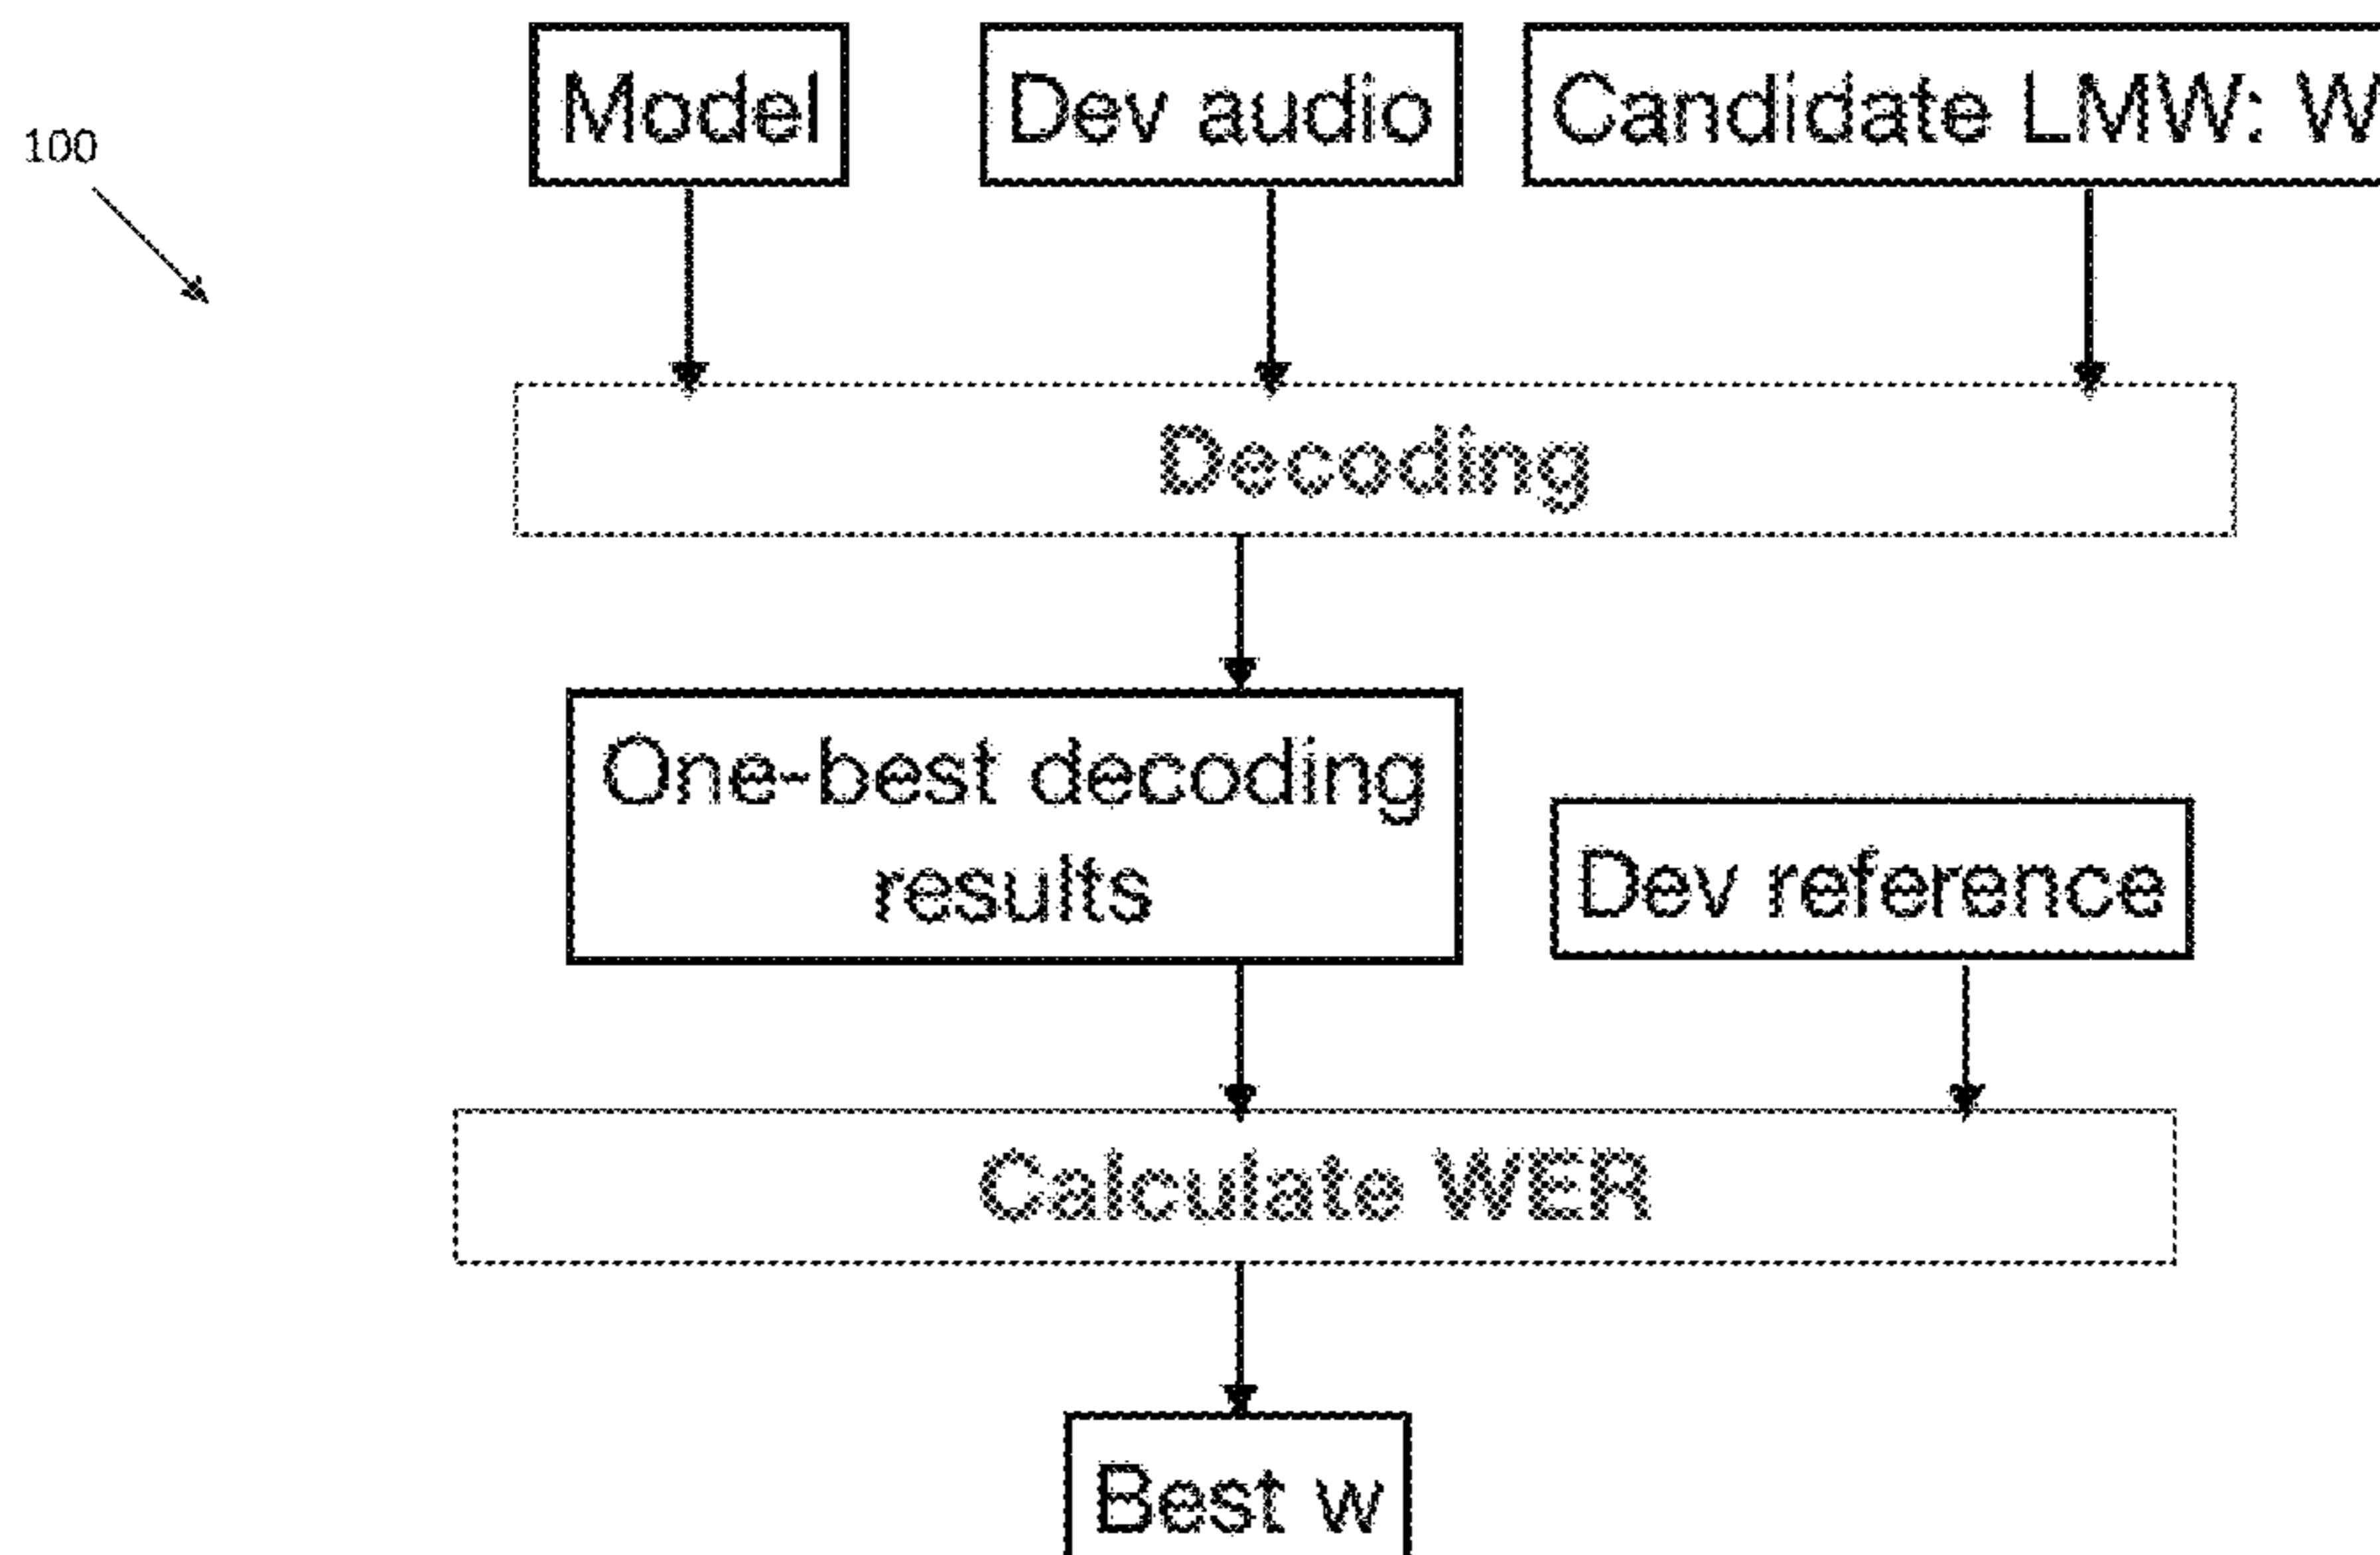 100
Model
Dev audio
Candidate LMW: W
Decoding
One-best decoding
results
Dev reference
Calculate WER
Best w